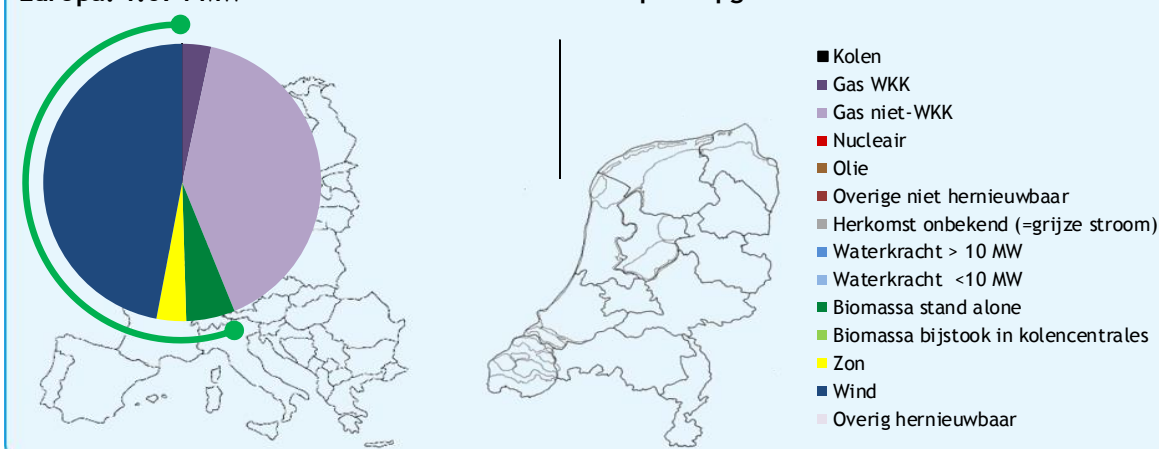 Kolen
Gas WKK
Gas niet-WKK
Nucleair
Olie
Overige niet hernieuwbaar
Herkomst onbekend (=grijze stroom)
Waterkracht > 10 MW
Waterkracht <10 MW
Biomassa stand alone
Biomassa bijstook in kolencentrales
Zon
Wind
Overig hernieuwbaar